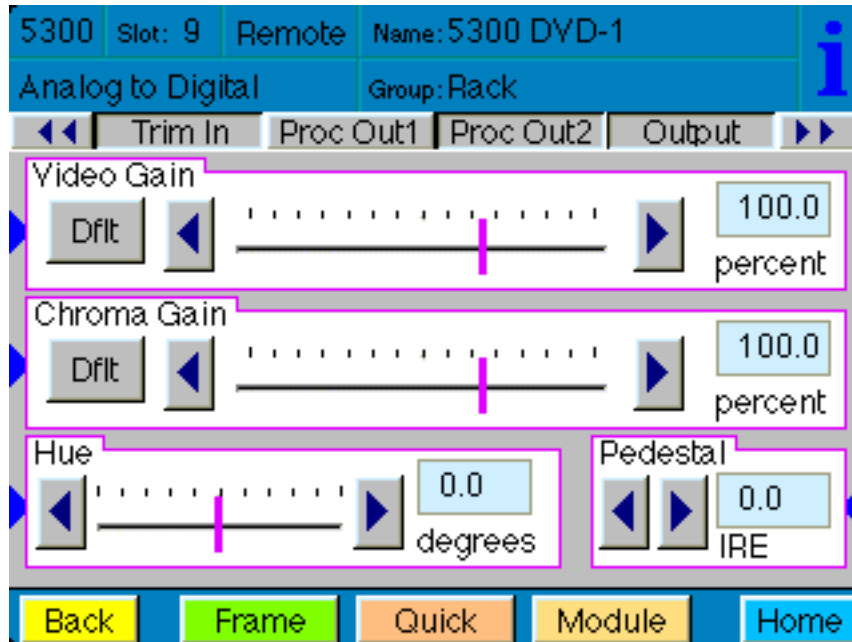 5300 Slot: 9 Remote Name: 5300 DVD-1
Analog to Digital Group: Rack
i
Trim In Proc Out1 Proc Out2 Output
Video Gain
Dflt 100.0
percent
Chroma Gain
Dflt 100.0
percent
Hue Pedestal
0.0 0.0
degrees IRE
Back Frame Quick Module Home